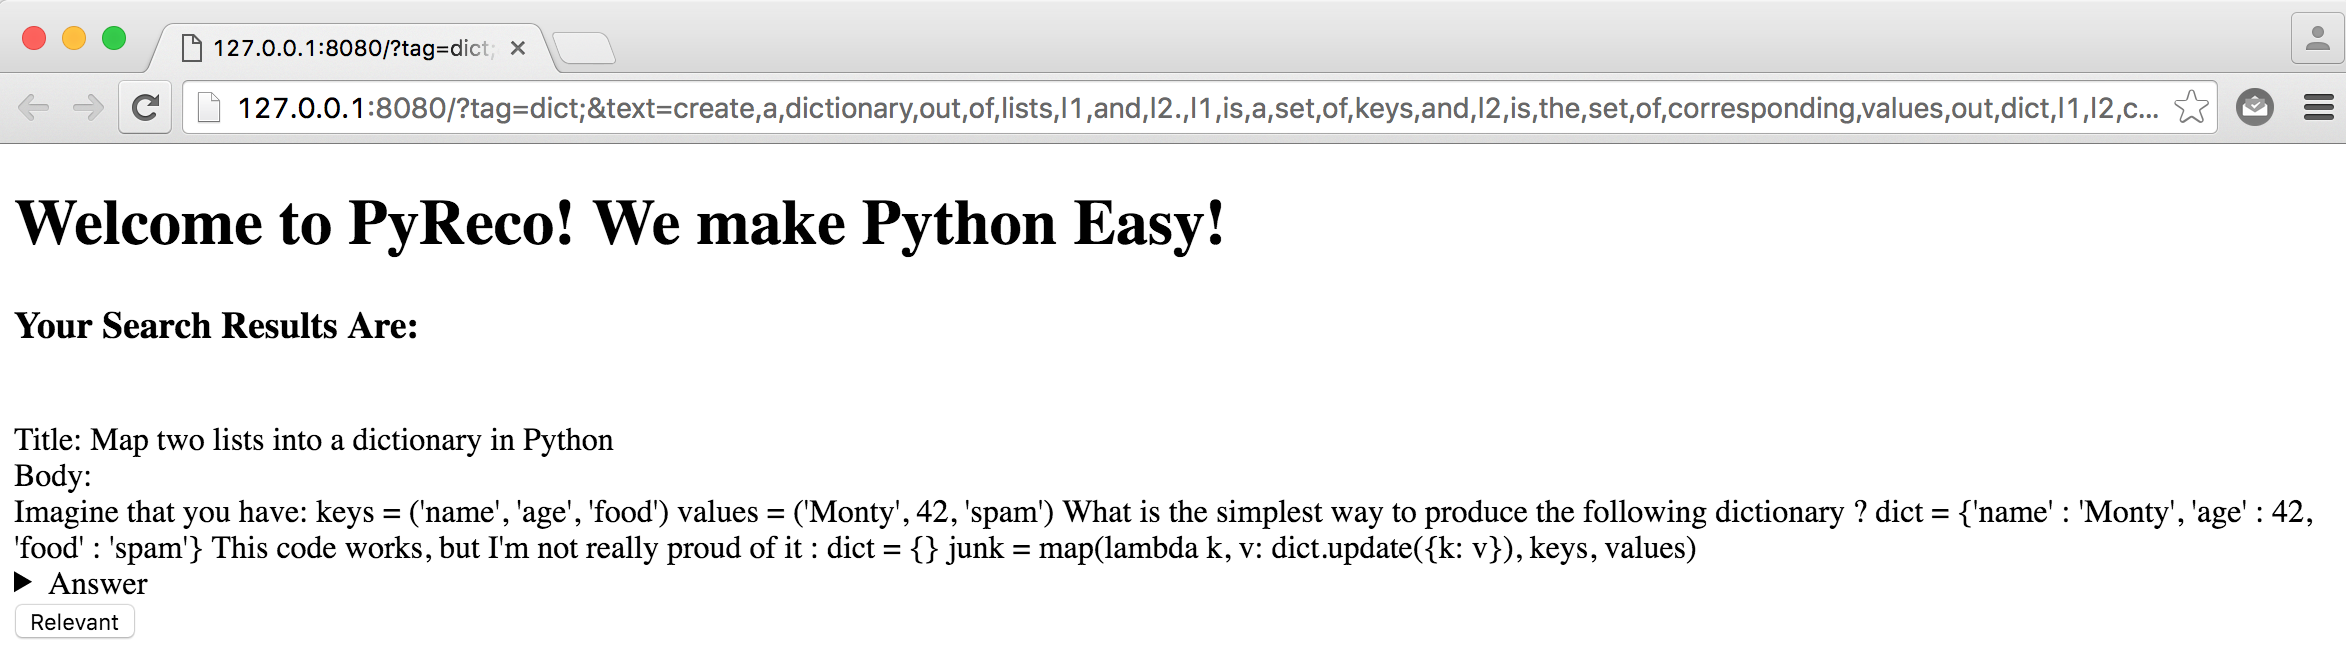 127.0.0.1:8080/?tag=dict;
127.0.0.1:8080/?tag=dict;&text=create,a,dictionary,out,of,lists,l1,and,l2.,l1,is,a,set,of,keys,and,l2,is,the,set,of,corresponding,values,out,dict,l1,l2,c...
Welcome to PyReco! We make Python Easy!
Your Search Results Are:
Title: Map two lists into a dictionary in Python
Body:
Imagine that you have: keys = ('name', 'age', 'food') values = ('Monty', 42, 'spam') What is the simplest way to produce the following dictionary ? dict = {'name' : 'Monty', 'age' : 42,
'food' : 'spam'} This code works, but I'm not really proud of it : dict = {} junk = map(lambda k, v: dict.update({k: v}), keys, values)
Answer
Relevant